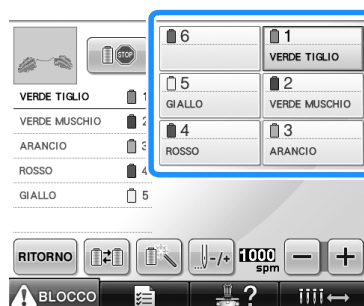 STOP
6
1
VERDE TIGLIO
5
GIALLO
2
VERDE MUSCHIO
4
ROSSO
3
ARANCIO
VERDE TIGLIO 1
VERDE MUSCHIO 2
ARANCIO 3
ROSSO 4
GIALLO 5
RITORNO
-/+
1000
spm
- +
BLOCCO
?